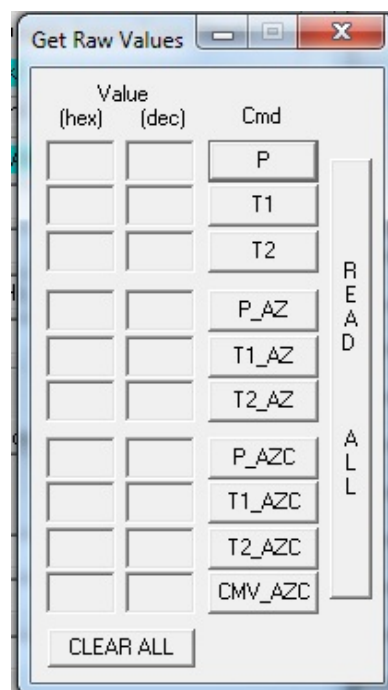 Get Raw Values
Value
(hex) (dec) Cmd
P
T1
T2
P_AZ
T1_AZ
T2_AZ
P_AZC
T1_AZC
T2_AZC
CMV_AZC
READ ALL
CLEAR ALL